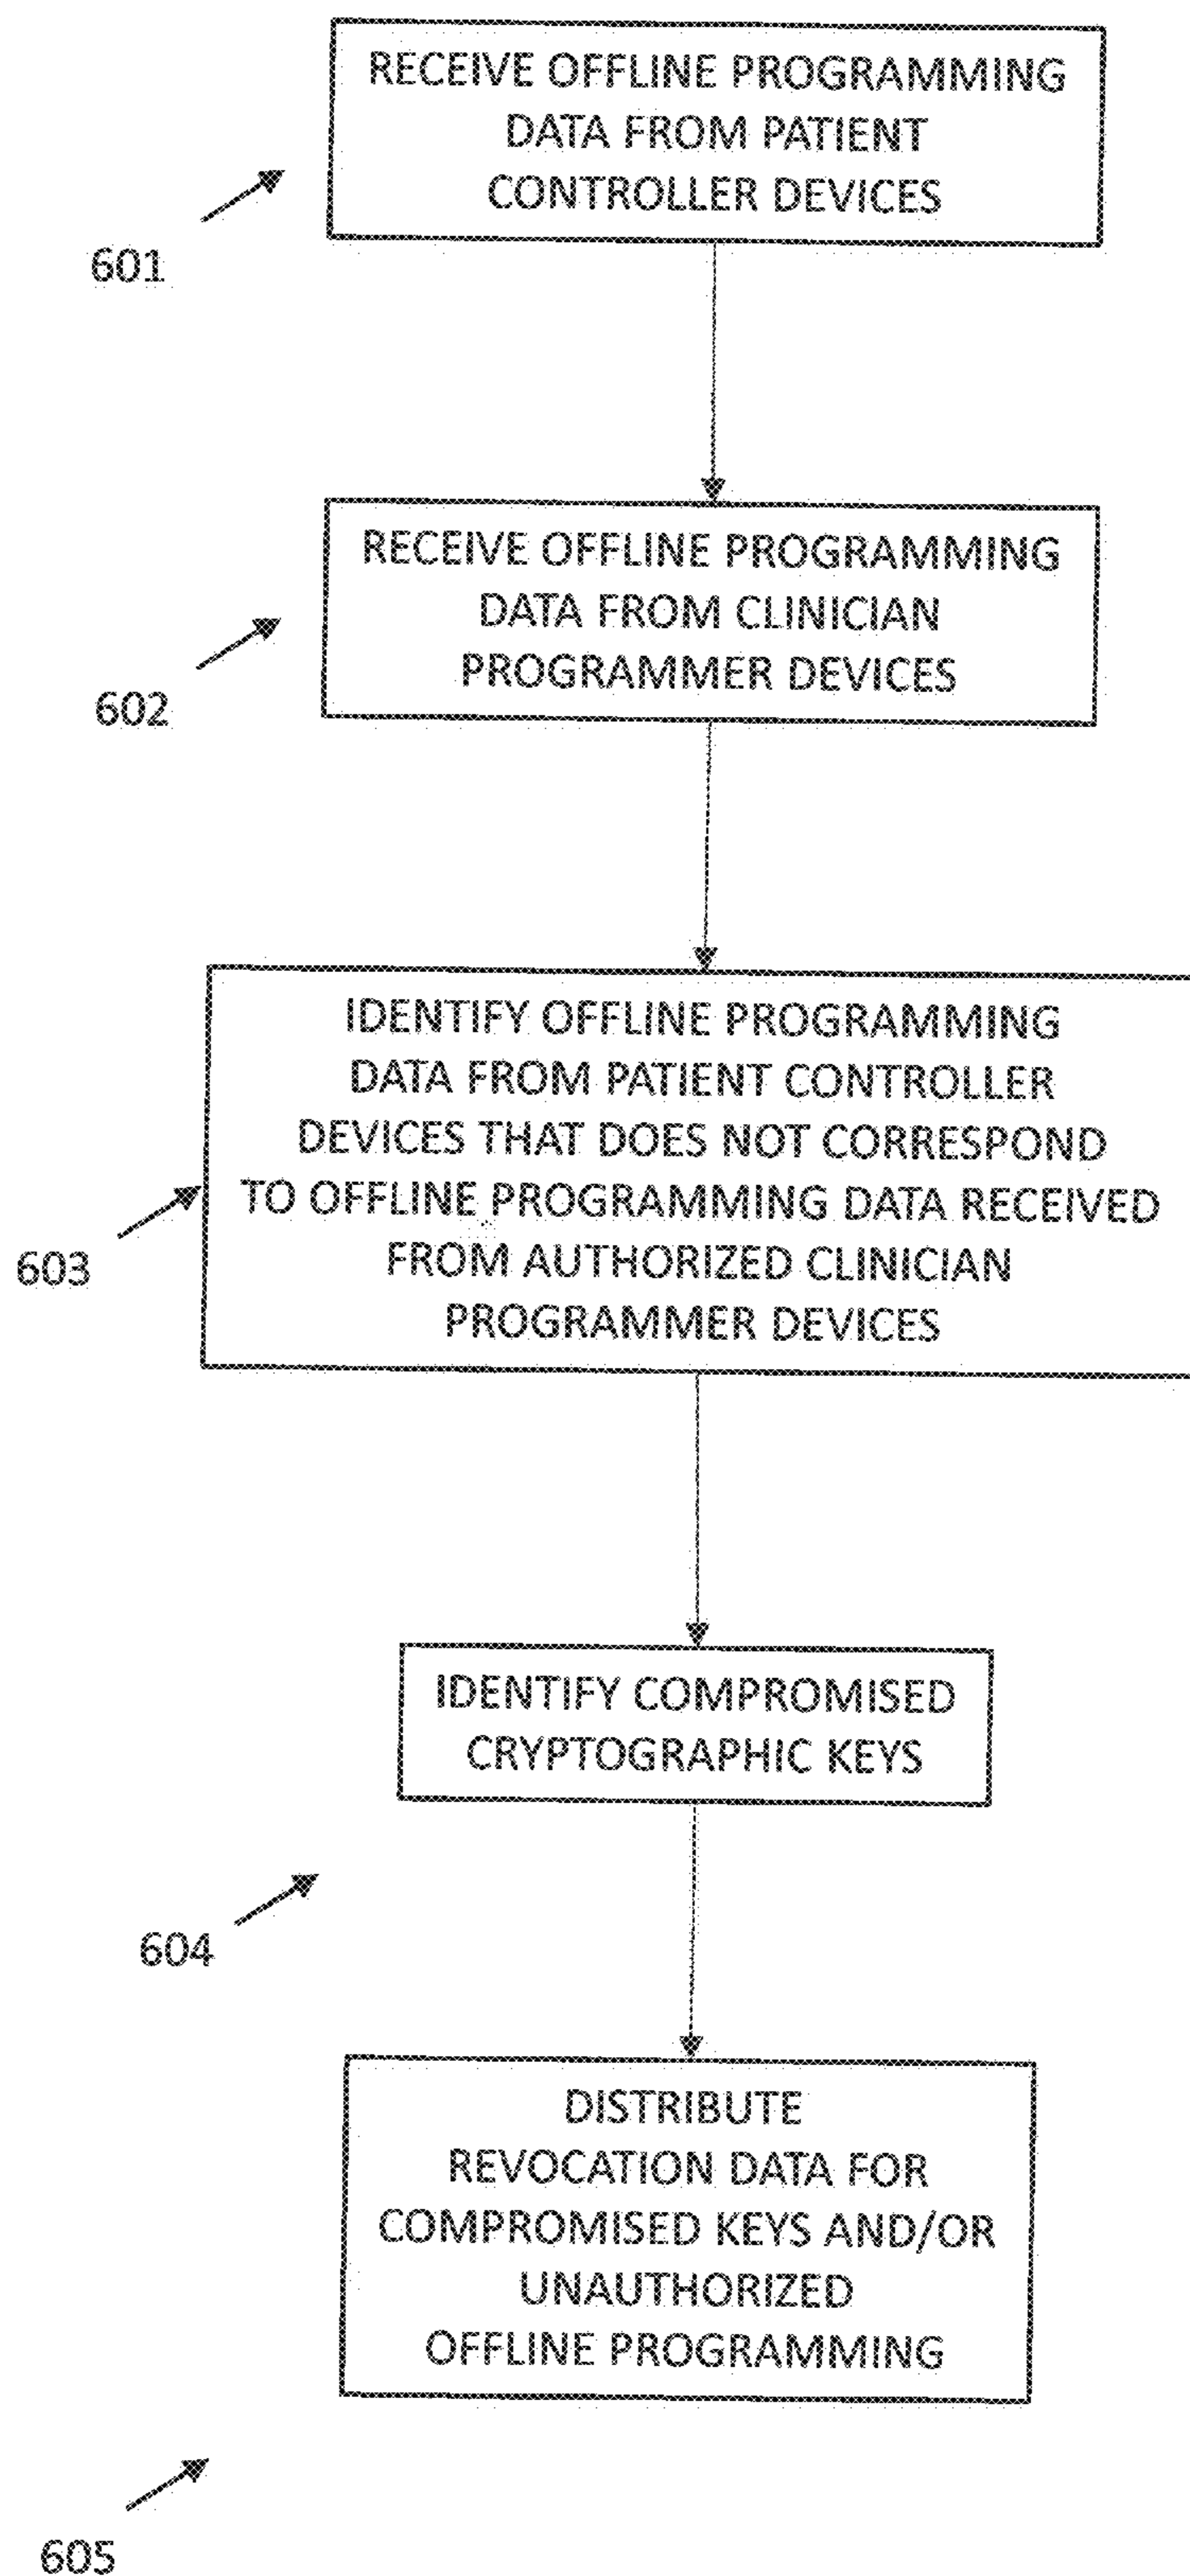 RECEIVE OFFLINE PROGRAMMING
DATA FROM PATIENT
CONTROLLER DEVICES
601
RECEIVE OFFLINE PROGRAMMING
DATA FROM CLINICIAN
PROGRAMMER DEVICES
602
IDENTIFY OFFLINE PROGRAMMING
DATA FROM PATIENT CONTROLLER
DEVICES THAT DOES NOT CORRESPOND
TO OFFLINE PROGRAMMING DATA RECEIVED
FROM AUTHORIZED CLINICIAN
PROGRAMMER DEVICES
603
IDENTIFY COMPROMISED
CRYPTOGRAPHIC KEYS
604
DISTRIBUTE
REVOCATION DATA FOR
COMPROMISED KEYS AND/OR
UNAUTHORIZED
OFFLINE PROGRAMMING
605